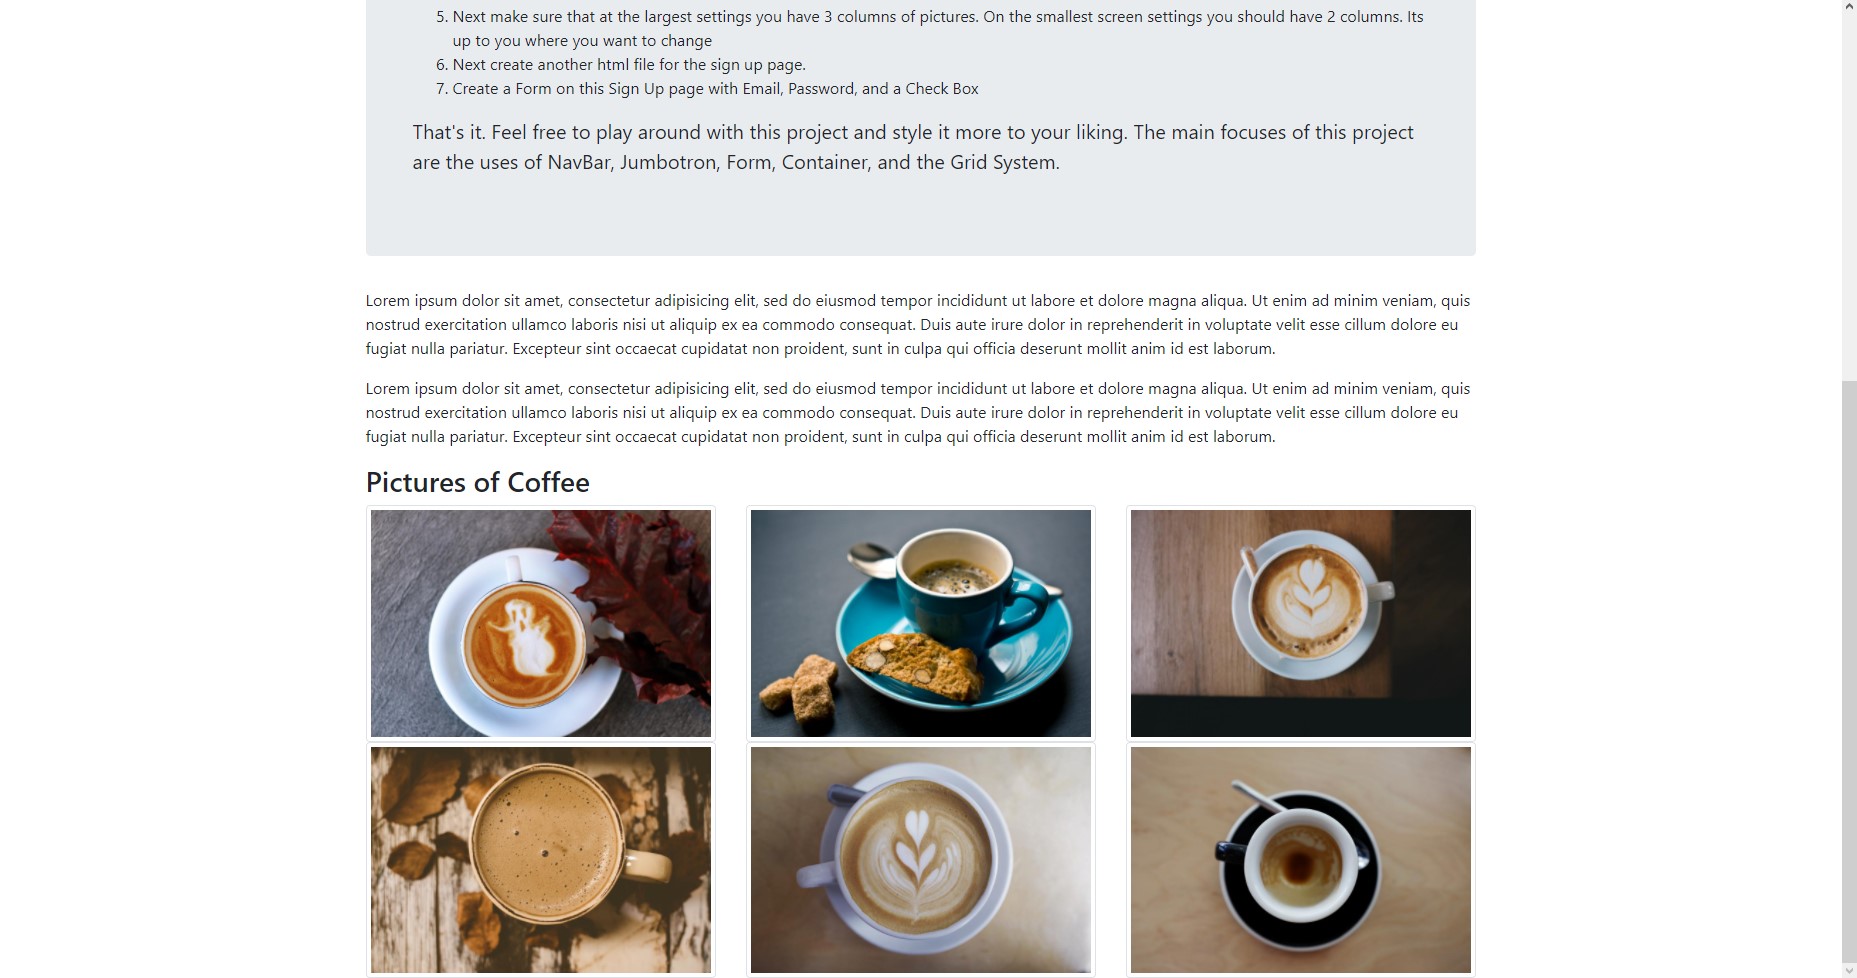 5. Next make sure that at the largest settings you have 3 columns of pictures. On the smallest screen settings you should have 2 columns. Its
up to you where you want to change
6. Next create another html file for the sign up page.
7. Create a Form on this Sign Up page with Email, Password, and a Check Box
That's it. Feel free to play around with this project and style it more to your liking. The main focuses of this project
are the uses of NavBar, Jumbotron, Form, Container, and the Grid System.
Lorem ipsum dolor sit amet, consectetur adipisicing elit, sed do eiusmod tempor incididunt ut labore et dolore magna aliqua. Ut enim ad minim veniam, quis
nostrud exercitation ullamco laboris nisi ut aliquip ex ea commodo consequat. Duis aute irure dolor in reprehenderit in voluptate velit esse cillum dolore eu
fugiat nulla pariatur. Excepteur sint occaecat cupidatat non proident, sunt in culpa qui officia deserunt mollit anim id est laborum.
Lorem ipsum dolor sit amet, consectetur adipisicing elit, sed do eiusmod tempor incididunt ut labore et dolore magna aliqua. Ut enim ad minim veniam, quis
nostrud exercitation ullamco laboris nisi ut aliquip ex ea commodo consequat. Duis aute irure dolor in reprehenderit in voluptate velit esse cillum dolore eu
fugiat nulla pariatur. Excepteur sint occaecat cupidatat non proident, sunt in culpa qui officia deserunt mollit anim id est laborum.
Pictures of Coffee